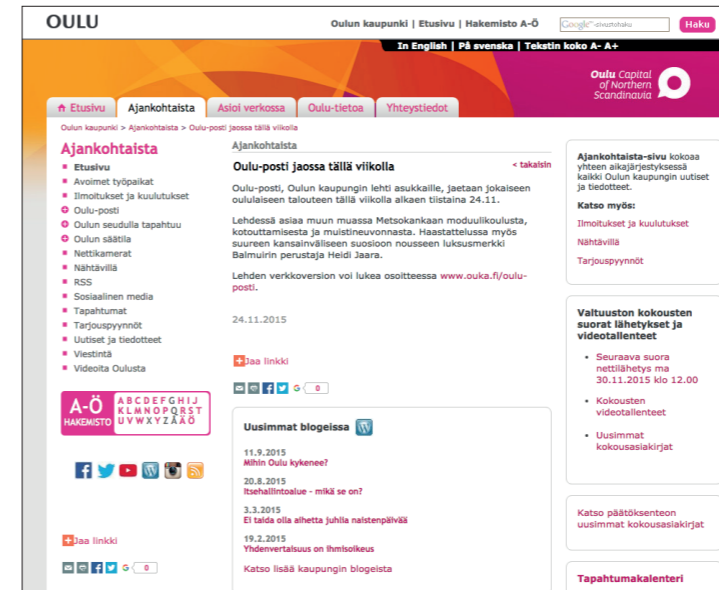 OULU
Oulun kaupunki | Etusivu | Hakemisto A-Ö
Google™-sivustohaku
Haku
In English | På svenska | Tekstin koko A- A+
Oulu Capital
of Northern
Scandinavia
Etusivu
Ajankohtaista
Asioi verkossa
Oulu-tietoa
Yhteystiedot
Oulun kaupunki > Ajankohtaista > Oulu-posti jaossa tällä viikolla
Ajankohtaista
Etusivu
Avoimet työpaikat
Ilmoitukset ja kuulutukset
Oulu-posti
Oulun seudulla tapahtuu
Oulun säätila
Nettikamerat
Nähtävillä
RSS
Sosiaalinen media
Tapahtumat
Tarjouspyynnöt
Uutiset ja tiedotteet
Viestintä
Videoita Oulusta
A-Ö
HAKEMISTO
ABCDEFGHIJ
KLMNOPQRST
UVWXYZÅÄÖ
Jaa linkki
G 0
Ajankohtaista
Oulu-posti jaossa tällä viikolla
< takaisin
Oulu-posti, Oulun kaupungin lehti asukkaille, jaetaan jokaiseen
oululaiseen talouteen tällä viikolla alkaen tiistaina 24.11.
Lehdessä asiaa muun muassa Metsokankaan moduulikoulusta,
kotouttamisesta ja muistineuvonnasta. Haastattelussa myös
suureen kansainväliseen suosioon nousseen luksusmerkki
Balmuirin perustaja Heidi Jaara.
Lehden verkkoversion voi lukea osoitteessa www.ouka.fi/oulu-
posti.
24.11.2015
Jaa linkki
G 0
Uusimmat blogeissa
11.9.2015
Mihin Oulu kykenee?
20.8.2015
Itsehallintoalue - mikä se on?
3.3.2015
Ei taida olla aihetta juhlia naistenpäivää
19.2.2015
Yhdenvertaisuus on ihmisoikeus
Katso lisää kaupungin blogeista
Ajankohtaista-sivu kokoaa
yhteen aikajärjestyksessä
kaikki Oulun kaupungin uutiset
ja tiedotteet.
Katso myös:
Ilmoitukset ja kuulutukset
Nähtävillä
Tarjouspyynnöt
Valtuuston kokousten
suorat lähetykset ja
videotallenteet
Seuraava suora
nettilähetys ma
30.11.2015 klo 12.00
Kokousten
videotallenteet
Uusimmat
kokousasiakirjat
Katso päätöksenteon
uusimmat kokousasiakirjat
Tapahtumakalenteri